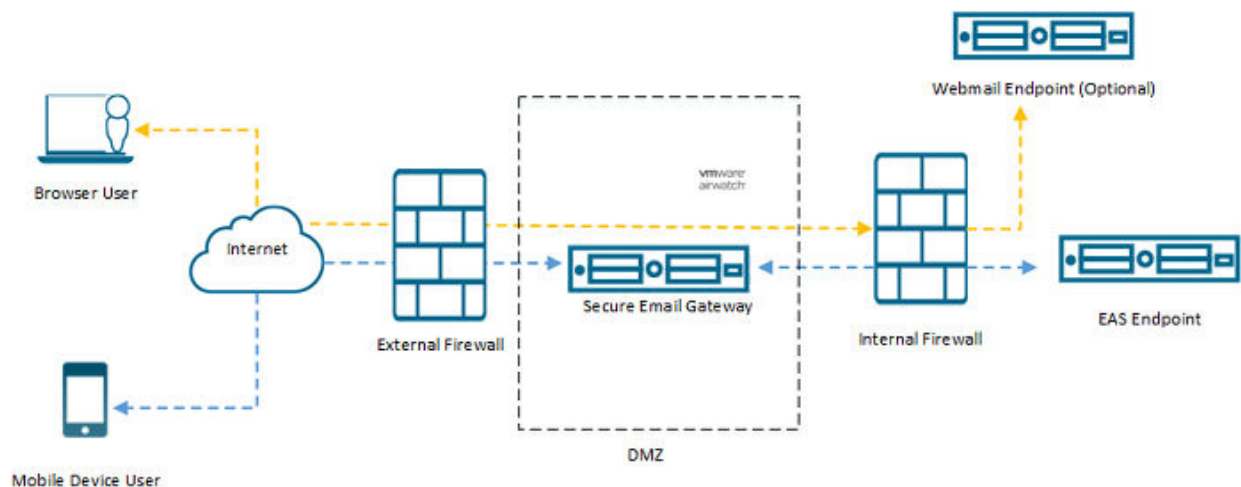 Webmail Endpoint (Optional)
vmware
airwatch
Browser User
Internet
Secure Email Gateway
EAS Endpoint
External Firewall
Internal Firewall
DMZ
Mobile Device User